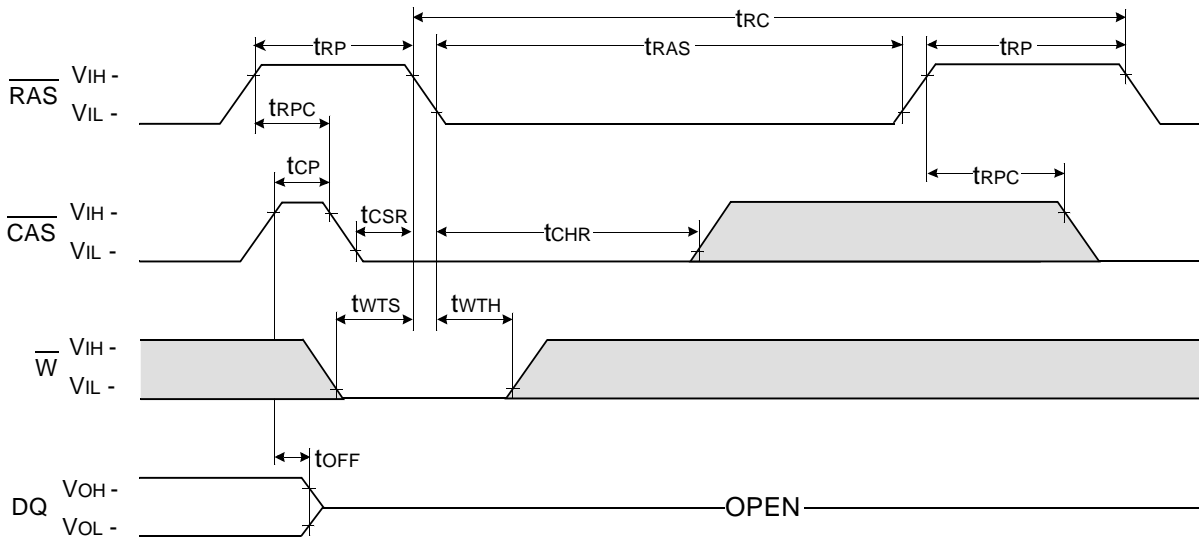 tRC
tRP
tRAS
tRP
RAS
VIH -
VIL -
tRPC
tCP
tRPC
CAS
VIH -
VIL -
tCSR
tCHR
tWTS
tWTH
W
VIH -
VIL -
tOFF
DQ
VOH -
VOL -
OPEN